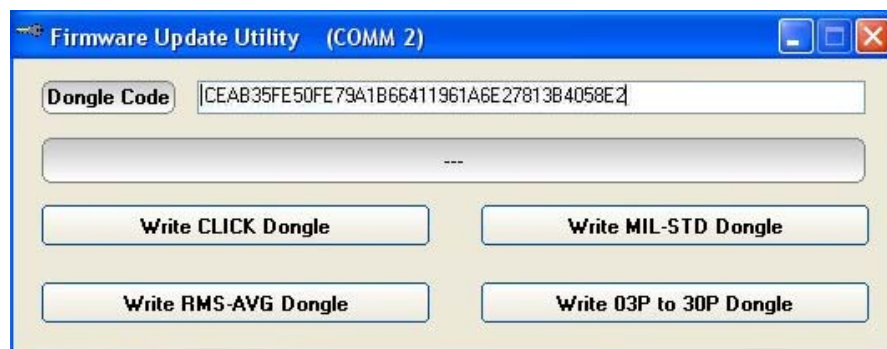 Firmware Update Utility (COMM 2)
Dongle Code CEAB35FE50FE79A1B66411961A6E27813B4058E2
---
Write CLICK Dongle Write MIL-STD Dongle
Write RMS-AVG Dongle Write 03P to 30P Dongle